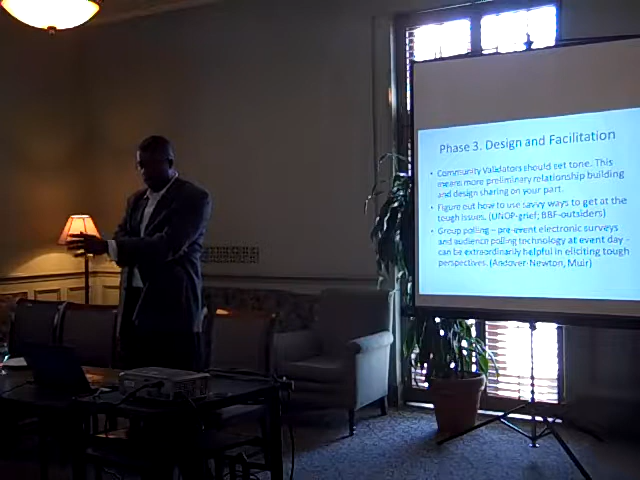 Phase 3. Design and Facilitation
• Community Validators should set tone. This
means more preliminary relationship building
and design sharing on your part.
• Figure out how to use savvy ways to get at the
tough issues. (UNOP-grief; BBF-outsiders)
• Group polling – pre-event electronic surveys
and audience polling technology at event day -
can be extraordinarily helpful in eliciting tough
perspectives. (Andover-Newton, Muir)